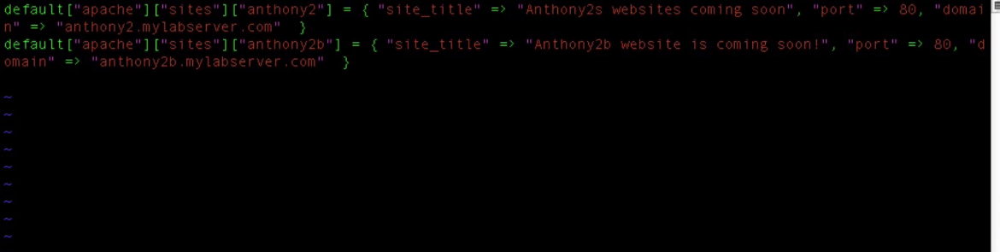 default["apache"]["sites"]["anthony2"] = { "site_title" => "Anthony2s websites coming soon", "port" => 80, "domai
n" => "anthony2.mylabserver.com"  }
default["apache"]["sites"]["anthony2b"] = { "site_title" => "Anthony2b website is coming soon!", "port" => 80, "d
omain" => "anthony2b.mylabserver.com"  }
~
~
~
~
~
~
~
~
~